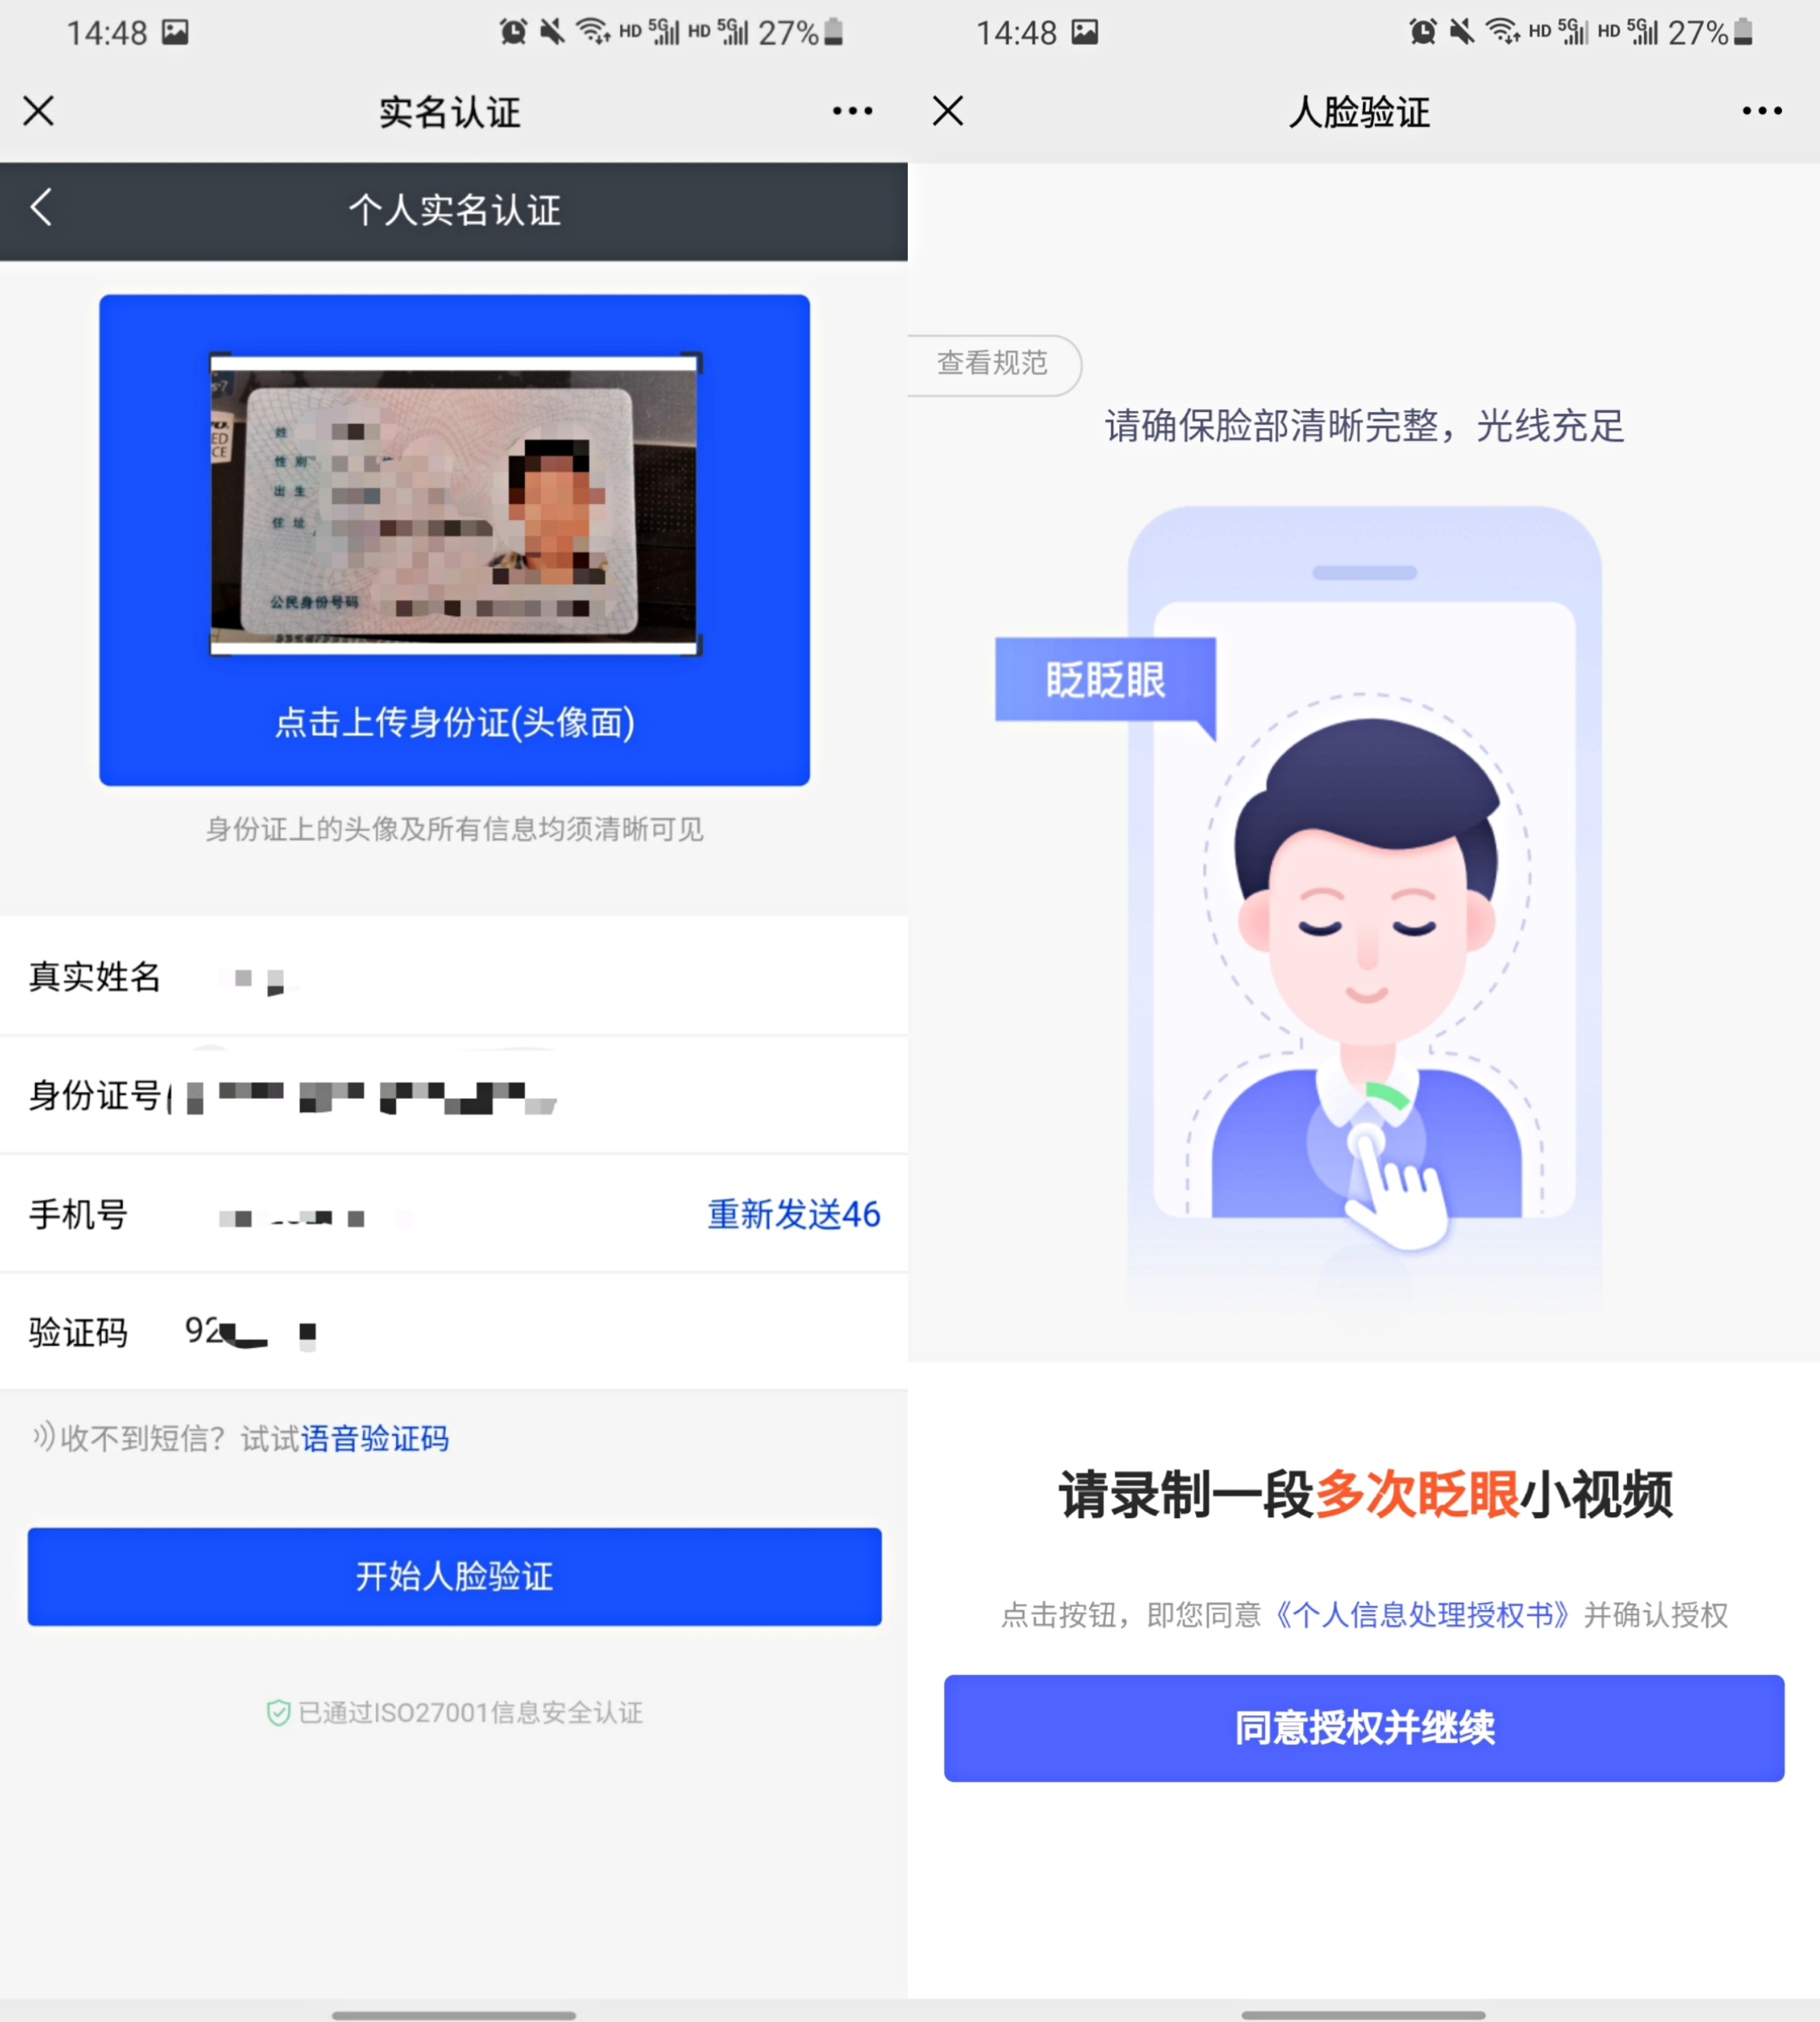 14:48
HD 5G HD 5G 27%
实名认证
个人实名认证
ED
CE
姓
性 别
出 生
住 址
公民身份号码
点击上传身份证(头像面)
身份证上的头像及所有信息均须清晰可见
真实姓名
身份证号
手机号
重新发送46
验证码 92
收不到短信？试试语音验证码
开始人脸验证
已通过ISO27001信息安全认证
14:48
HD 5G HD 5G 27%
人脸验证
查看规范
请确保脸部清晰完整，光线充足
眨眨眼
请录制一段多次眨眼小视频
点击按钮，即您同意《个人信息处理授权书》并确认授权
同意授权并继续